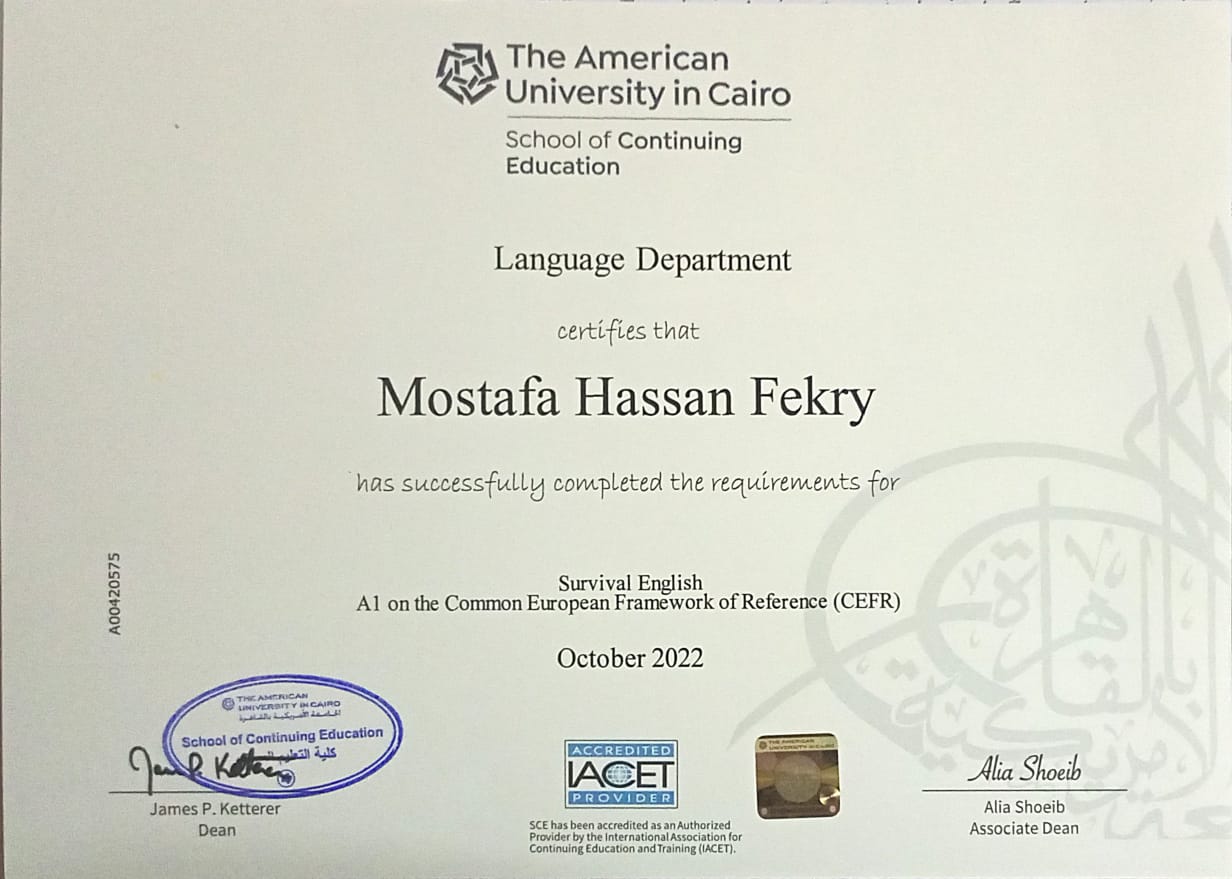 The American
University in Cairo
School of Continuing
Education
Language Department
certifies that
Mostafa Hassan Fekry
has successfully completed the requirements for
Survival English
A1 on the Common European Framework of Reference (CEFR)
October 2022
A00420575
THE AMERICAN
UNIVERSITY IN CAIRO
الجامعة الأمريكية بالقاهرة
School of Continuing Education
كلية التعليم
James P. Ketterer
James P. Ketterer
Dean
ACCREDITED
IACET
PROVIDER
SCE has been accredited as an Authorized
Provider by the International Association for
Continuing Education and Training (IACET).
THE AMERICAN
UNIVERSITY IN CAIRO
Alia Shoeib
Alia Shoeib
Associate Dean